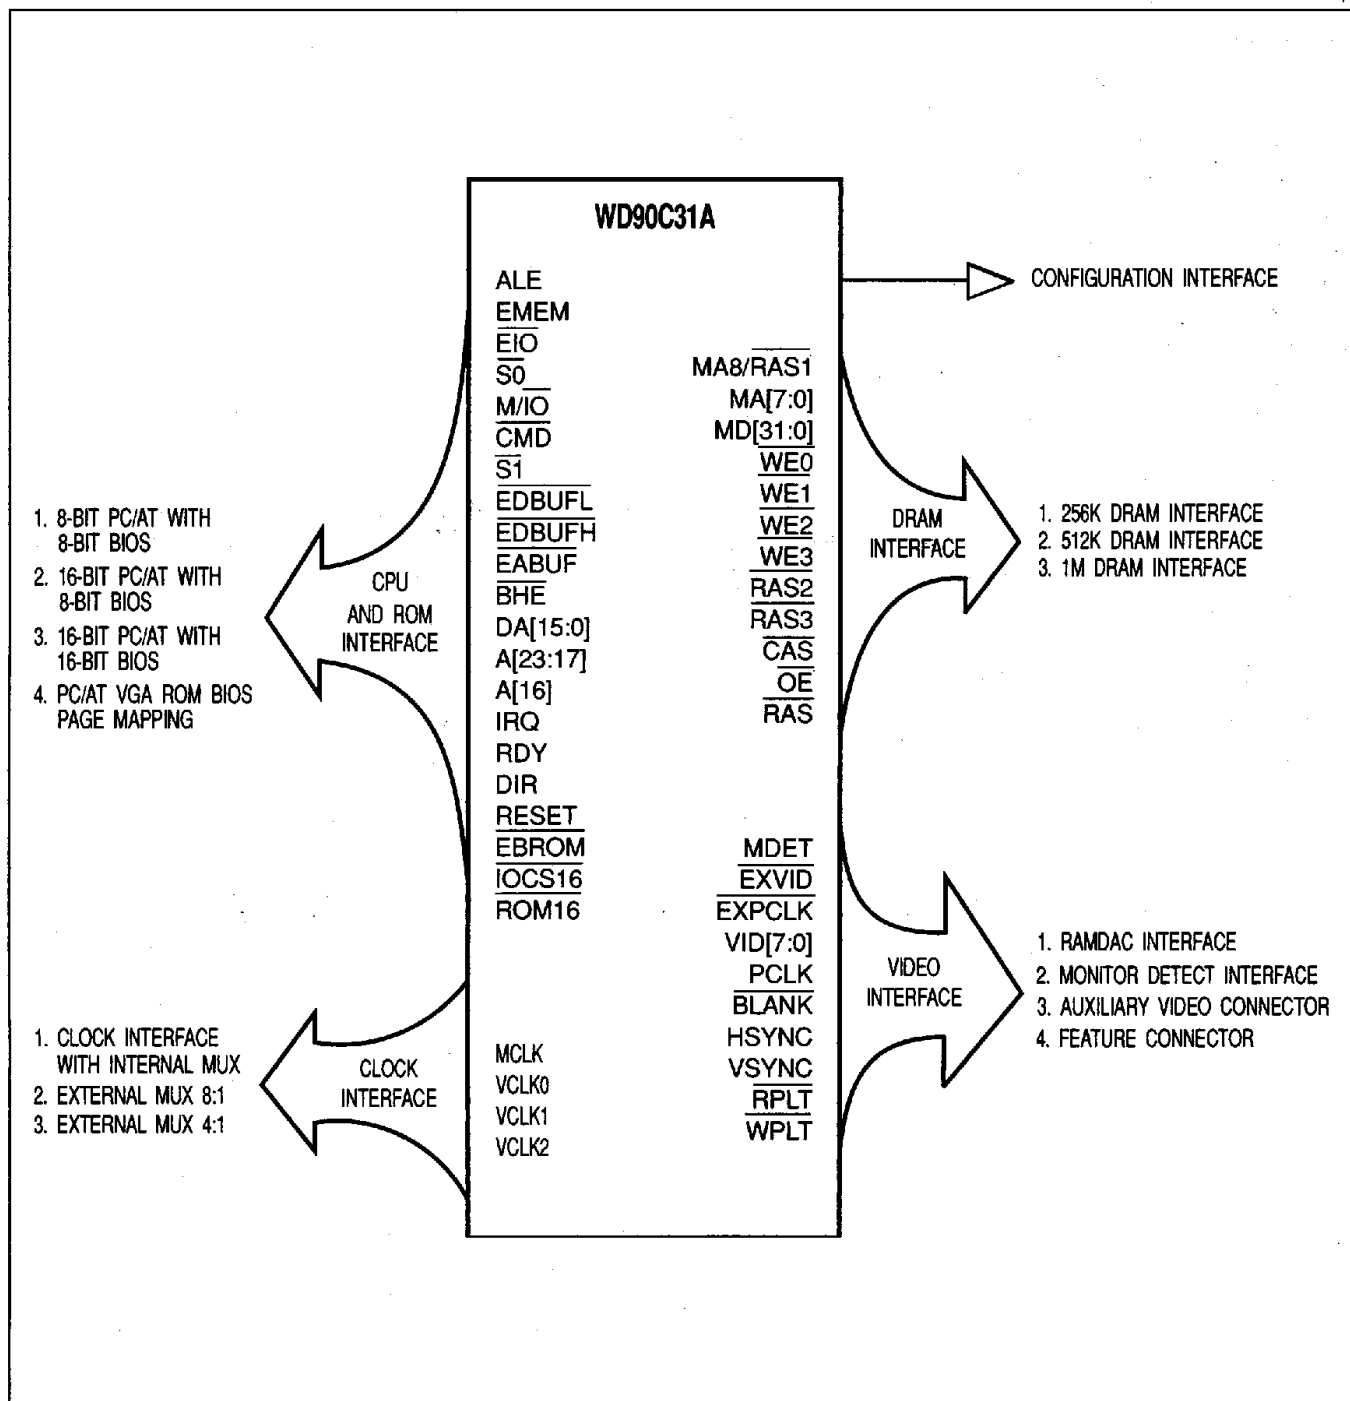 WD90C31A
ALE
EMEM
EIO
S0
M/IO
CMD
S1
EDBUFL
EDBUFH
EABUF
BHE
DA[15:0]
A[23:17]
A[16]
IRQ
RDY
DIR
RESET
EBROM
IOCS16
ROM16
MCLK
VCLK0
VCLK1
VCLK2
MA8/RAS1
MA[7:0]
MD[31:0]
WE0
WE1
WE2
WE3
RAS2
RAS3
CAS
OE
RAS
MDET
EXVID
EXPCLK
VID[7:0]
PCLK
BLANK
HSYNC
VSYNC
RPLT
WPLT
CPU
AND ROM
INTERFACE
1. 8-BIT PC/AT WITH
8-BIT BIOS
2. 16-BIT PC/AT WITH
8-BIT BIOS
3. 16-BIT PC/AT WITH
16-BIT BIOS
4. PC/AT VGA ROM BIOS
PAGE MAPPING
CLOCK
INTERFACE
1. CLOCK INTERFACE
WITH INTERNAL MUX
2. EXTERNAL MUX 8:1
3. EXTERNAL MUX 4:1
CONFIGURATION INTERFACE
DRAM
INTERFACE
1. 256K DRAM INTERFACE
2. 512K DRAM INTERFACE
3. 1M DRAM INTERFACE
VIDEO
INTERFACE
1. RAMDAC INTERFACE
2. MONITOR DETECT INTERFACE
3. AUXILIARY VIDEO CONNECTOR
4. FEATURE CONNECTOR